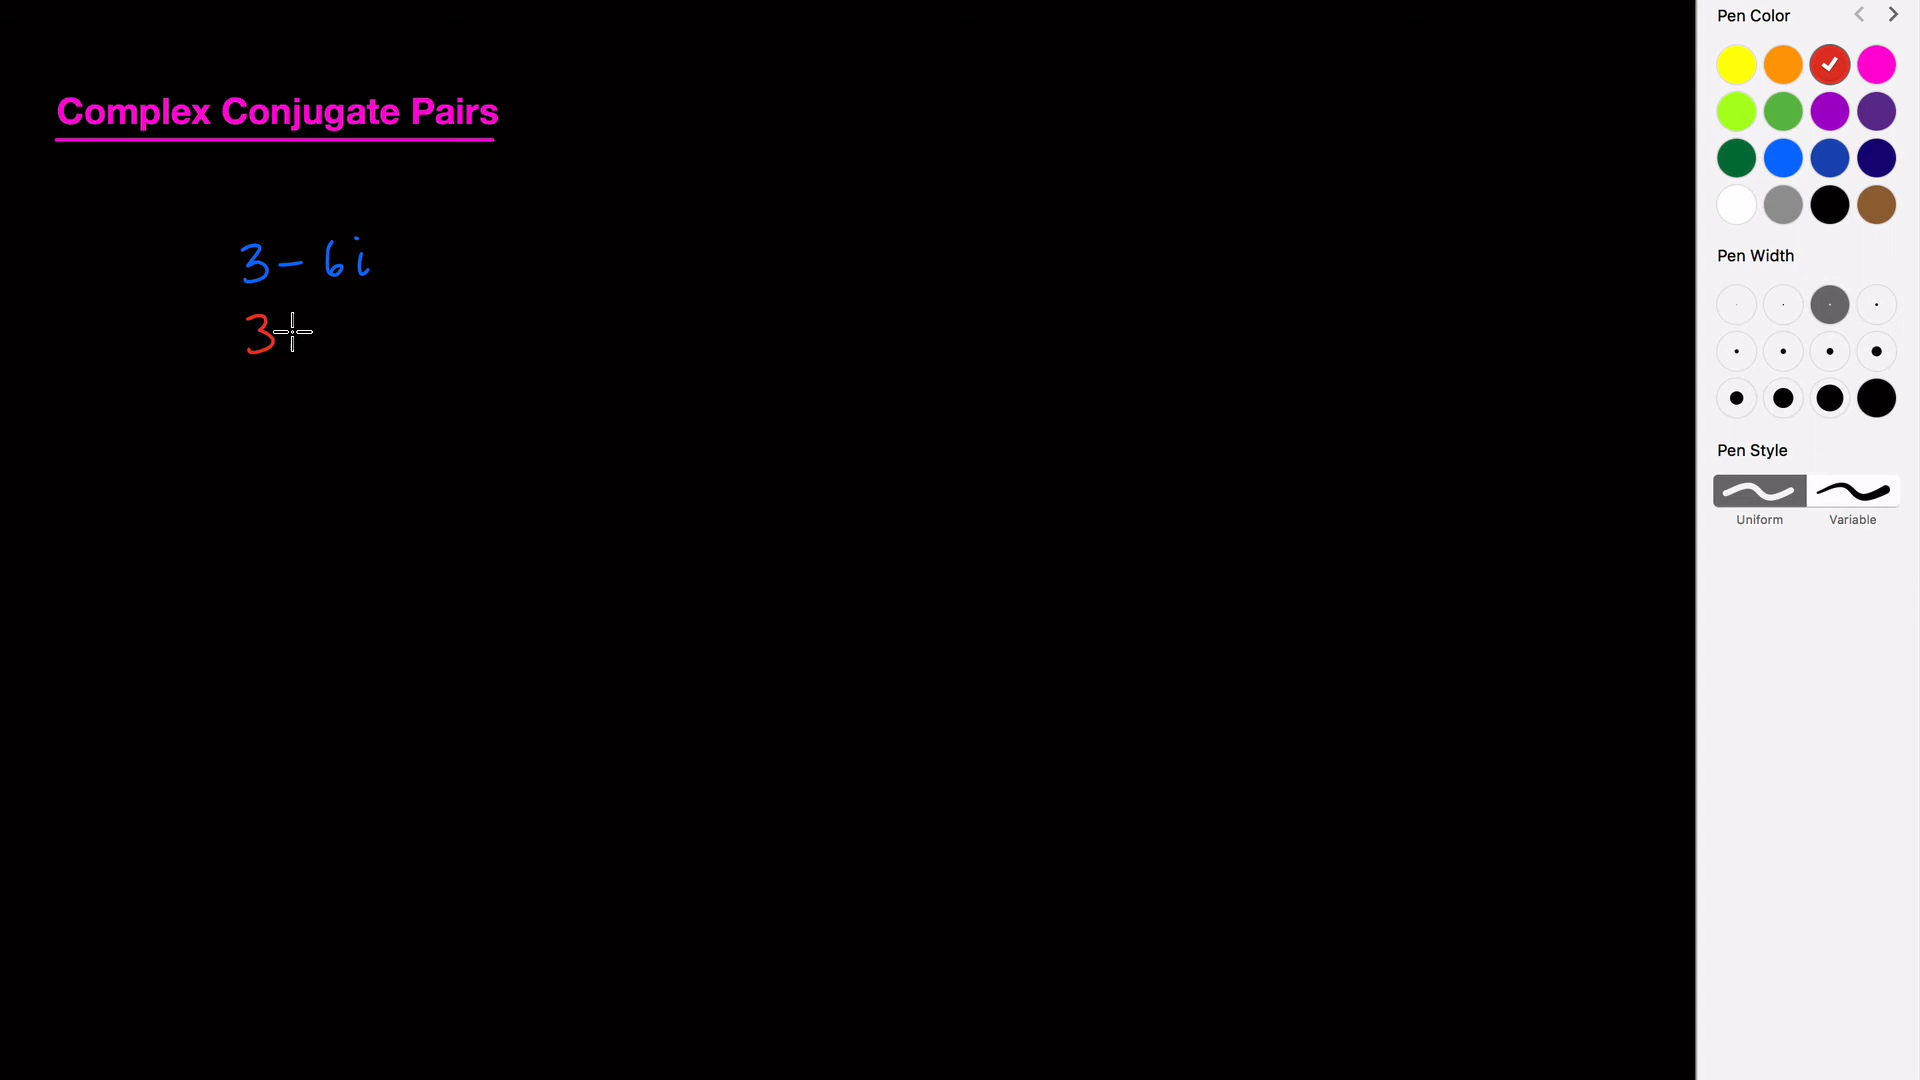 Complex Conjugate Pairs
3 - 6i
3
Pen Color
Pen Width
Pen Style
Uniform
Variable